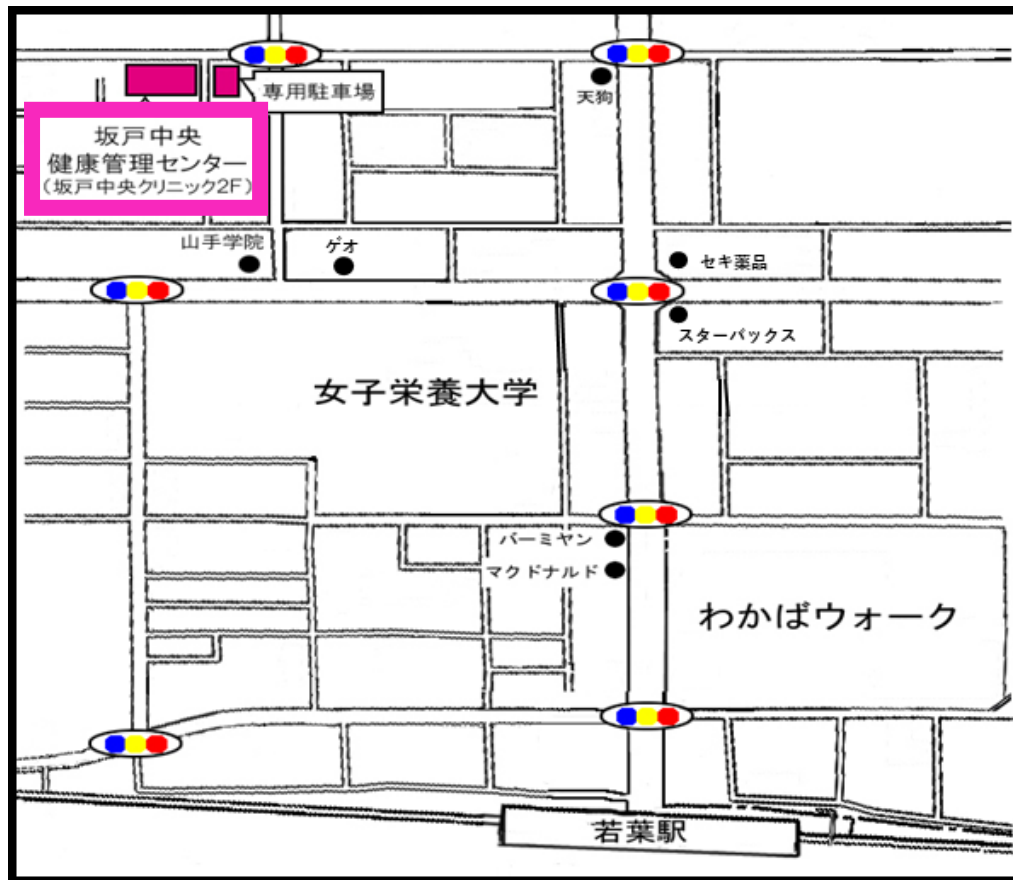 専用駐車場
天狗
坂戸中央
健康管理センター
(坂戸中央クリニック2F)
山手学院
ゲオ
セキ薬品
スターバックス
女子栄養大学
バーミヤン
マクドナルド
わかばウォーク
若葉駅